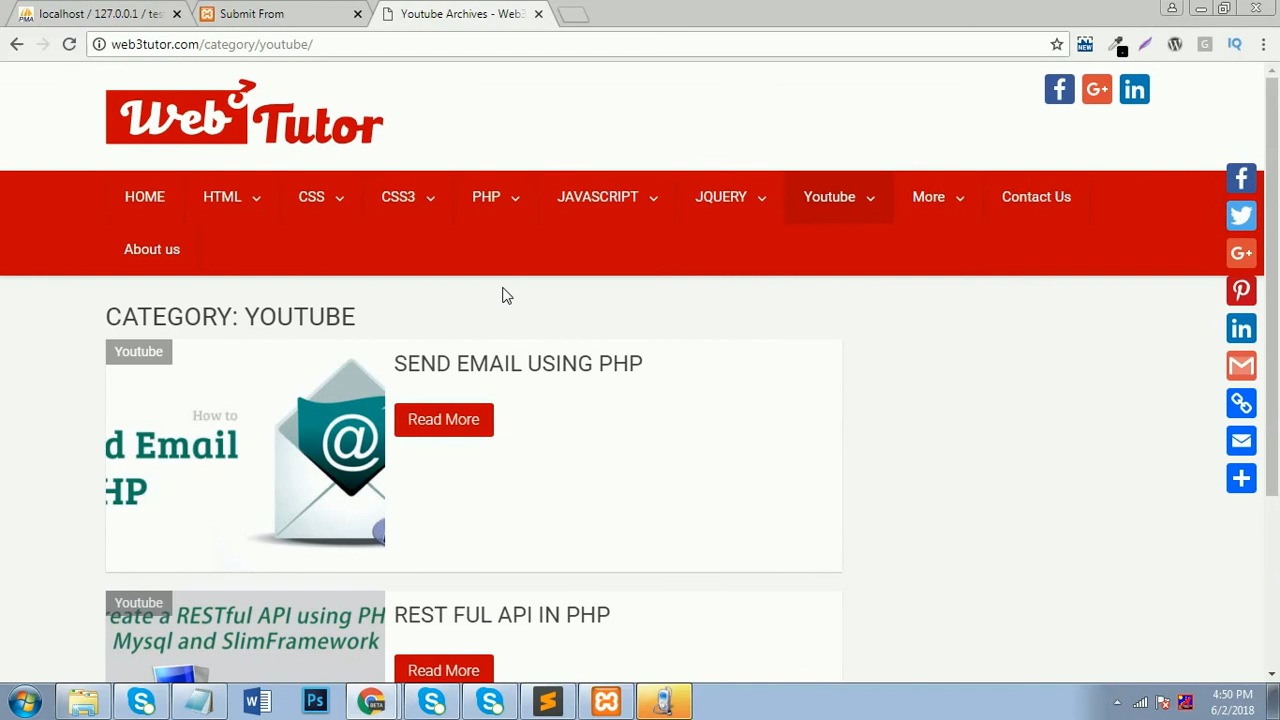 localhost / 127.0.0.1 / te
Submit From
Youtube Archives - Web3
web3tutor.com/category/youtube/
NEW
Web3 Tutor
HOME
HTML
CSS
CSS3
PHP
JAVASCRIPT
JQUERY
Youtube
More
Contact Us
About us
CATEGORY: YOUTUBE
Youtube
How to
d Email
HP
SEND EMAIL USING PHP
Read More
Youtube
reate a RESTful API using PH
Mysql and SlimFramework
REST FUL API IN PHP
Read More
4:50 PM
6/2/2018